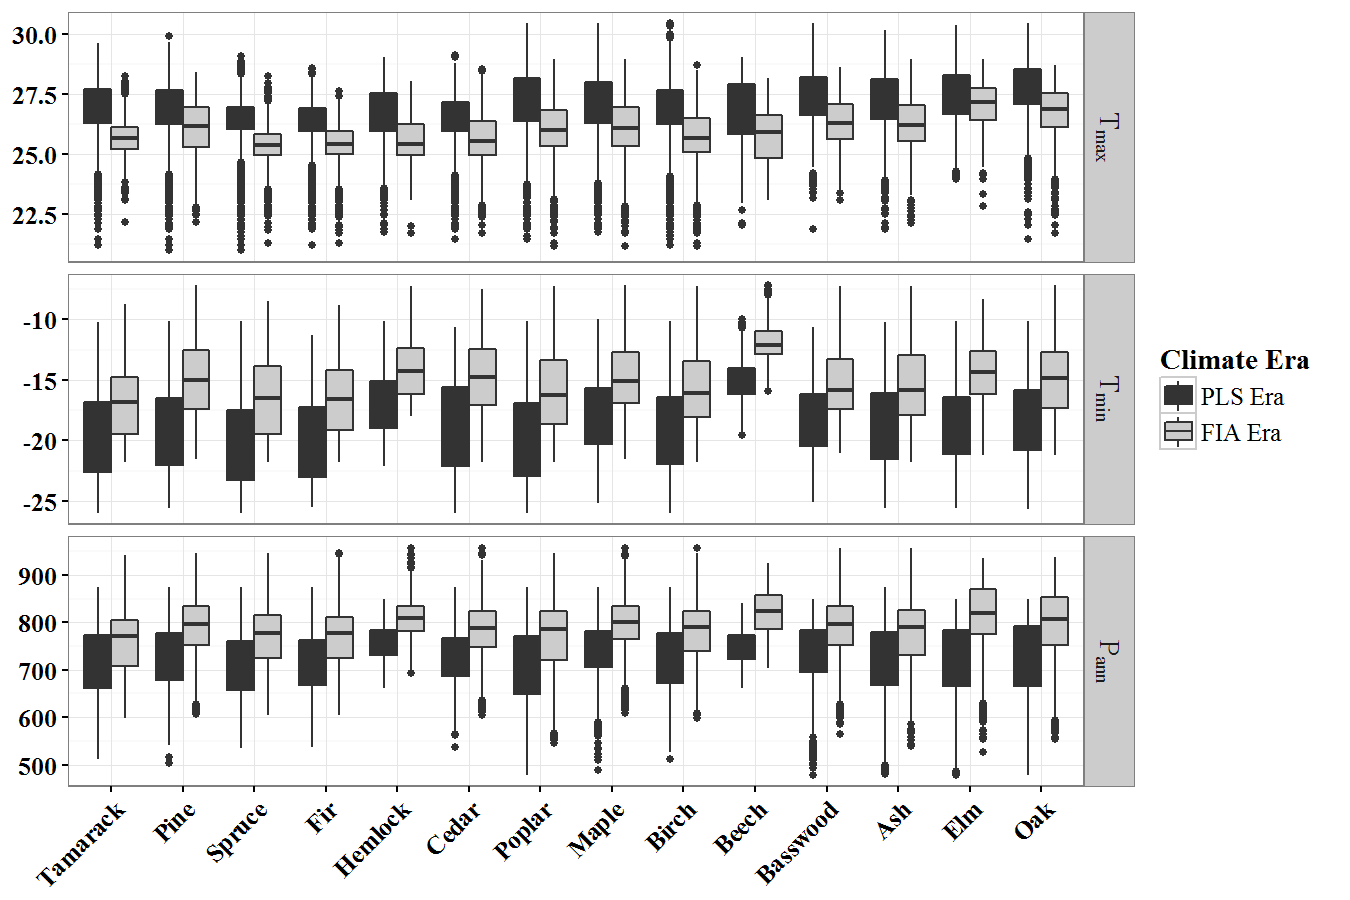 30.0
27.5
25.0
22.5
Tmax
-10
-15
-20
-25
Tmin
900
800
700
600
500
Pann
Tamarack
Pine
Spruce
Fir
Hemlock
Cedar
Poplar
Maple
Birch
Beech
Basswood
Ash
Elm
Oak
Climate Era
PLS Era
FIA Era